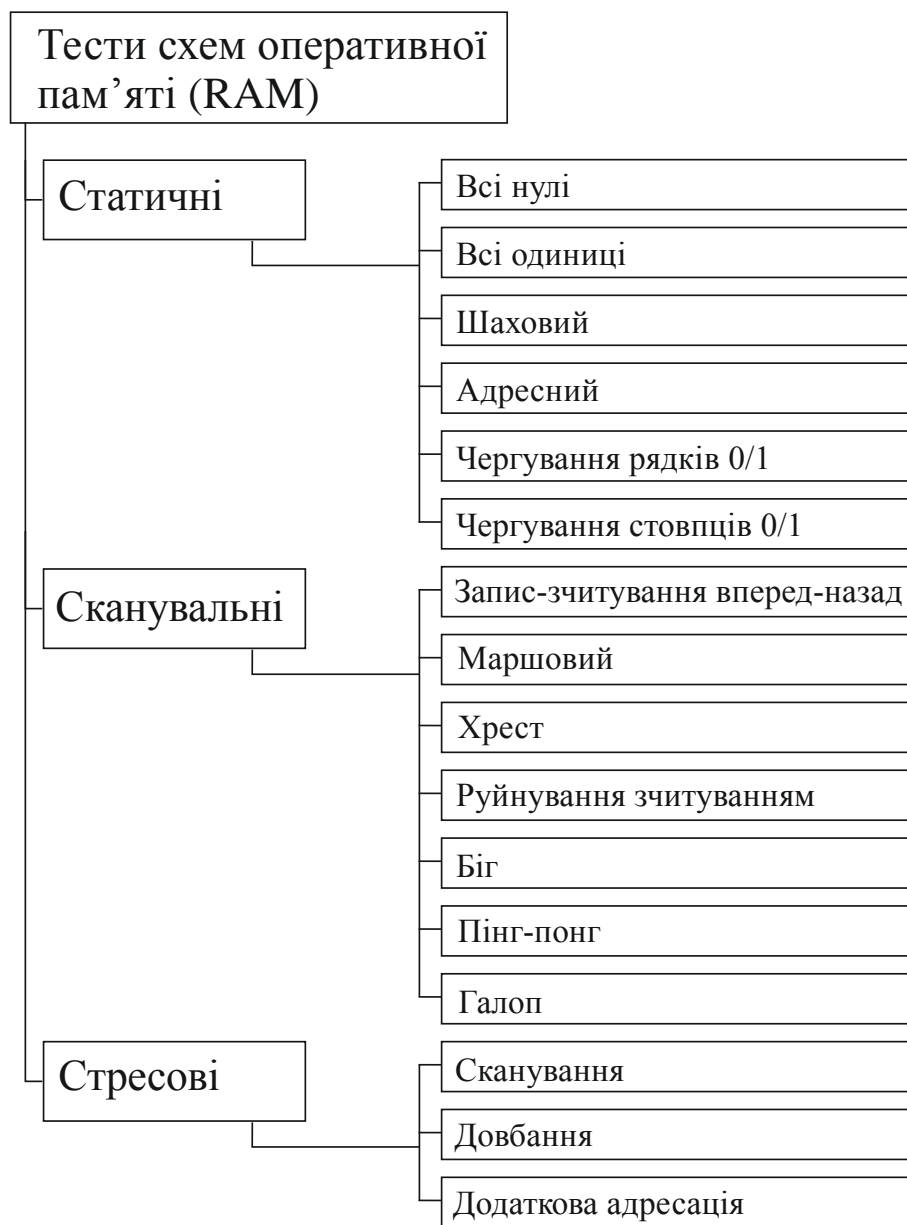 Тести схем оперативної
пам’яті (RAM)
Статичні
Всі нулі
Всі одиниці
Шаховий
Адресний
Чергування рядків 0/1
Чергування стовпців 0/1
Сканувальні
Запис-зчитування вперед-назад
Маршовий
Хрест
Руйнування зчитуванням
Біг
Пінг-понг
Галоп
Стресові
Сканування
Довбання
Додаткова адресація